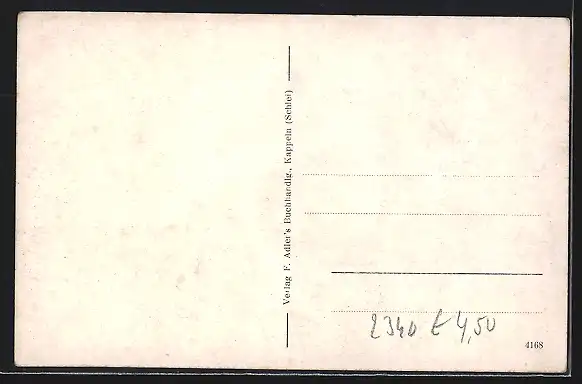 Verlag F. Adler's Buchhandlg., Kappeln (Schlei)
2340 € 4,50
4168